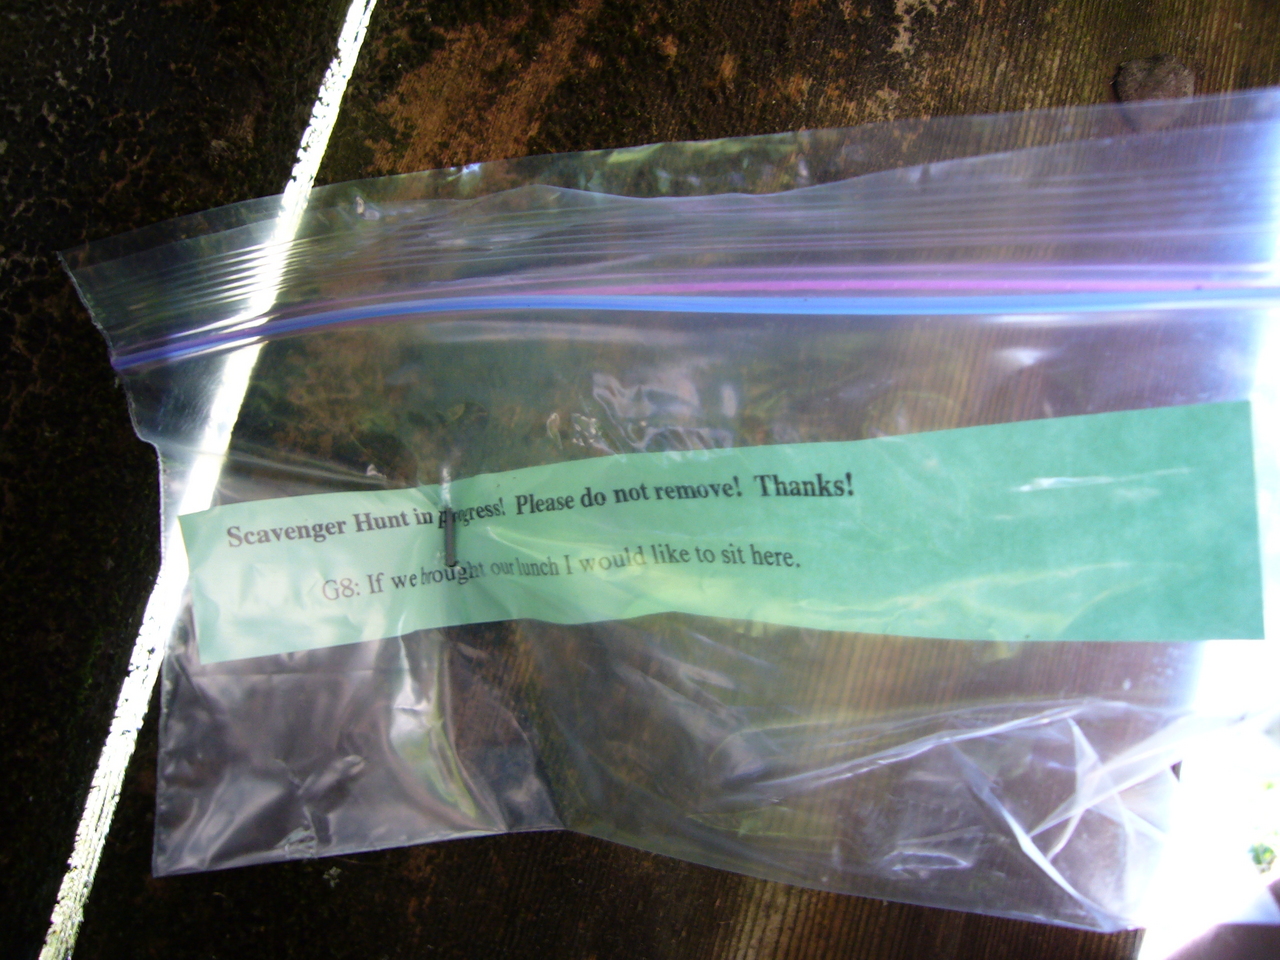 Scavenger Hunt in progress! Please do not remove! Thanks!
G8: If we brought our lunch I would like to sit here.